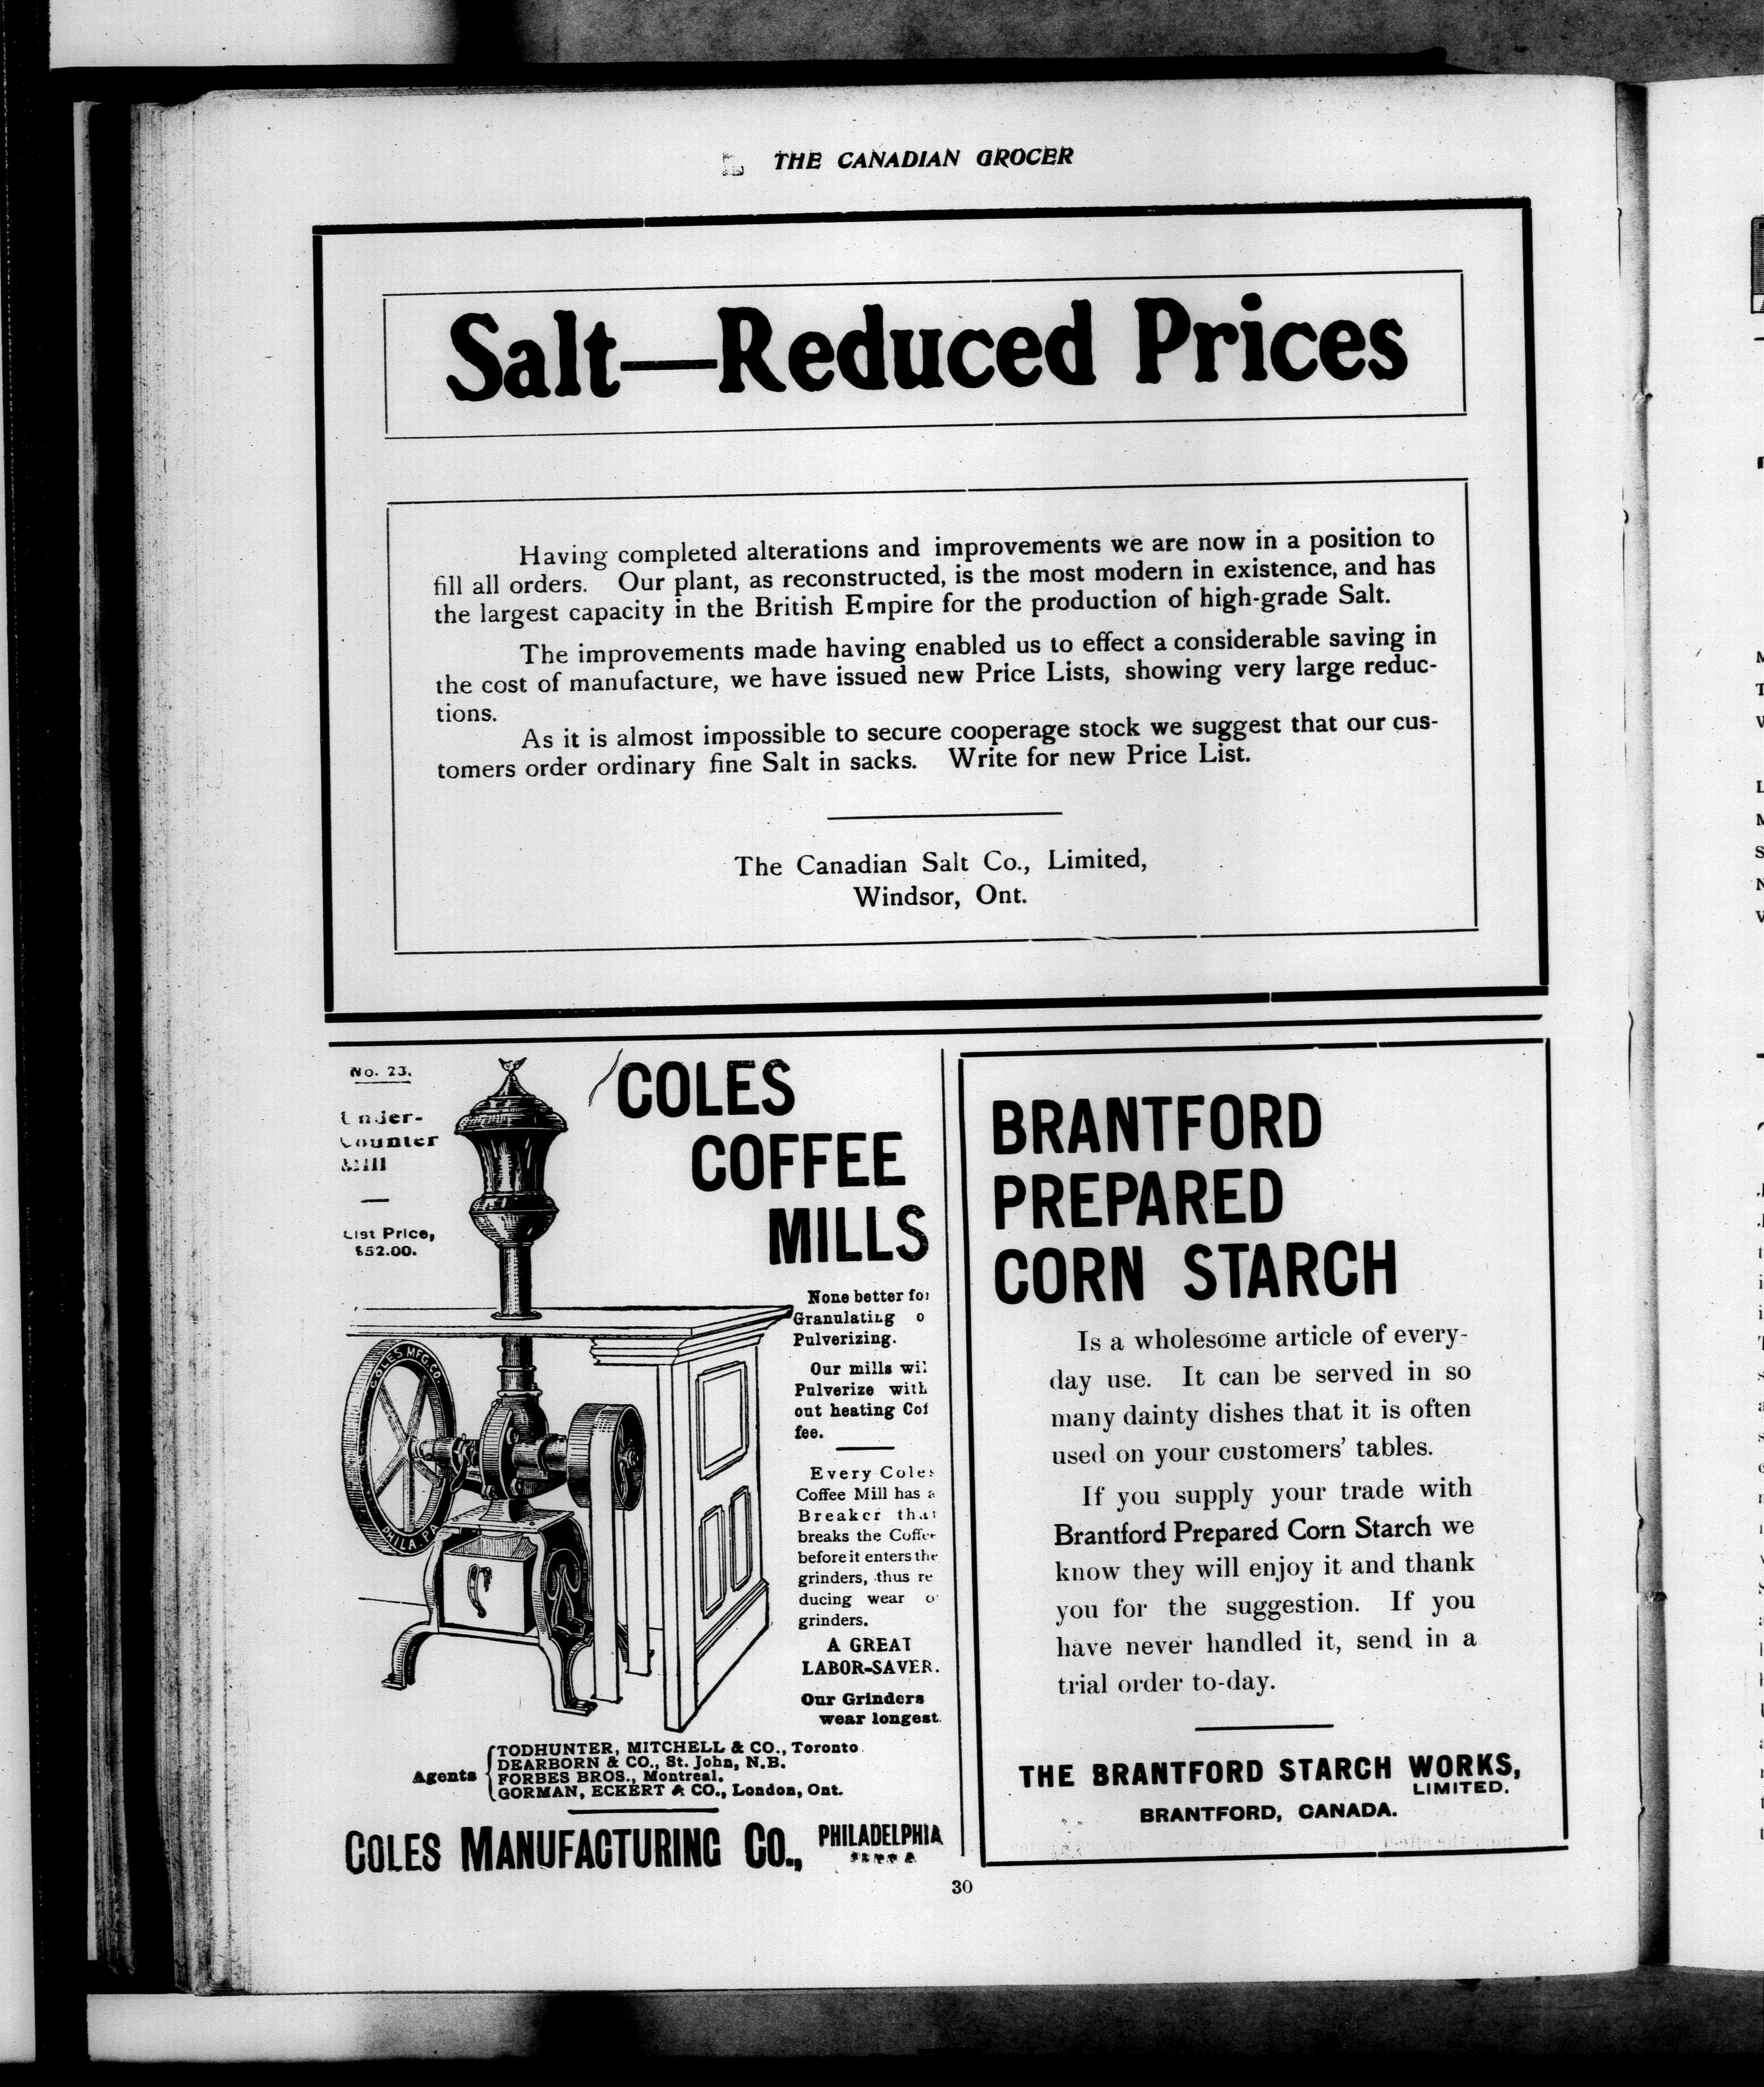 THE CANADIAN GROCER
Salt—Reduced Prices
Having completed alterations and improvements we are now in a position to
fill all orders. Our plant, as reconstructed, is the most modern in existence, and has
the largest capacity in the British Empire for the production of high-grade Salt.
The improvements made having enabled us to effect a considerable saving in
the cost of manufacture, we have issued new Price Lists, showing very large reduc-
tions.
As it is almost impossible to secure cooperage stock we suggest that our cus-
tomers order ordinary fine Salt in sacks. Write for new Price List.
The Canadian Salt Co., Limited,
Windsor, Ont.
No. 23.
Under-
Counter
Mill
List Price,
$52.00.
COLES
COFFEE
MILLS
COLES MFG. CO.
PHILA. PA
None better for
Granulating o
Pulverizing.
Our mills wil
Pulverize with
out heating Cof
fee.
Every Coles
Coffee Mill has a
Breaker that
breaks the Coffee
before it enters the
grinders, thus re
ducing wear o
grinders.
A GREAT
LABOR-SAVER.
Our Grinders
wear longest.
Agents
TODHUNTER, MITCHELL & CO., Toronto.
DEARBORN & CO., St. John, N.B.
FORBES BROS., Montreal.
GORMAN, ECKERT & CO., London, Ont.
COLES MANUFACTURING CO., PHILADELPHIA
BRANTFORD
PREPARED
CORN STARCH
Is a wholesome article of every-
day use. It can be served in so
many dainty dishes that it is often
used on your customers' tables.
If you supply your trade with
Brantford Prepared Corn Starch we
know they will enjoy it and thank
you for the suggestion. If you
have never handled it, send in a
trial order to-day.
THE BRANTFORD STARCH WORKS,
LIMITED.
BRANTFORD, CANADA.
30